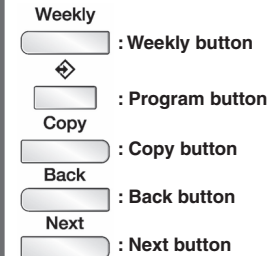 Weekly
: Weekly button
: Program button
Copy
: Copy button
Back
: Back button
Next
: Next button